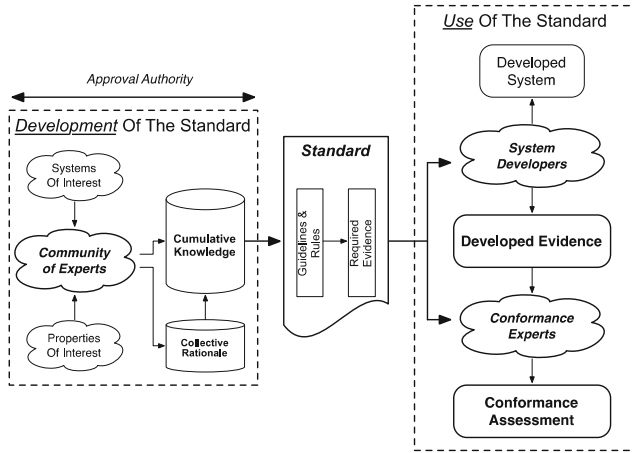 Approval Authority
Development Of The Standard
Systems
Of Interest
Community
of Experts
Properties
Of Interest
Cumulative
Knowledge
Collective
Rationale
Standard
Guidelines &
Rules
Required
Evidence
Use Of The Standard
Developed
System
System
Developers
Developed Evidence
Conformance
Experts
Conformance
Assessment